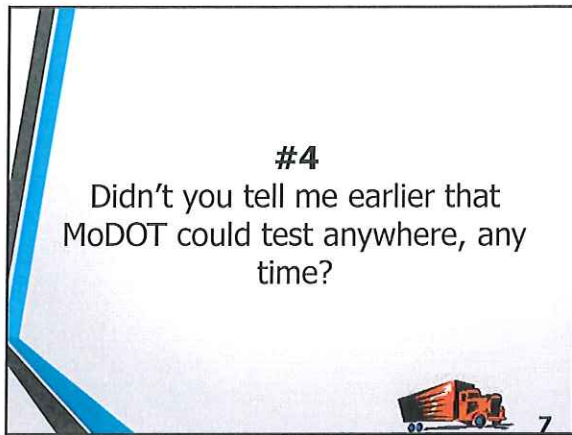 #4
Didn't you tell me earlier that
MoDOT could test anywhere, any
time?
7